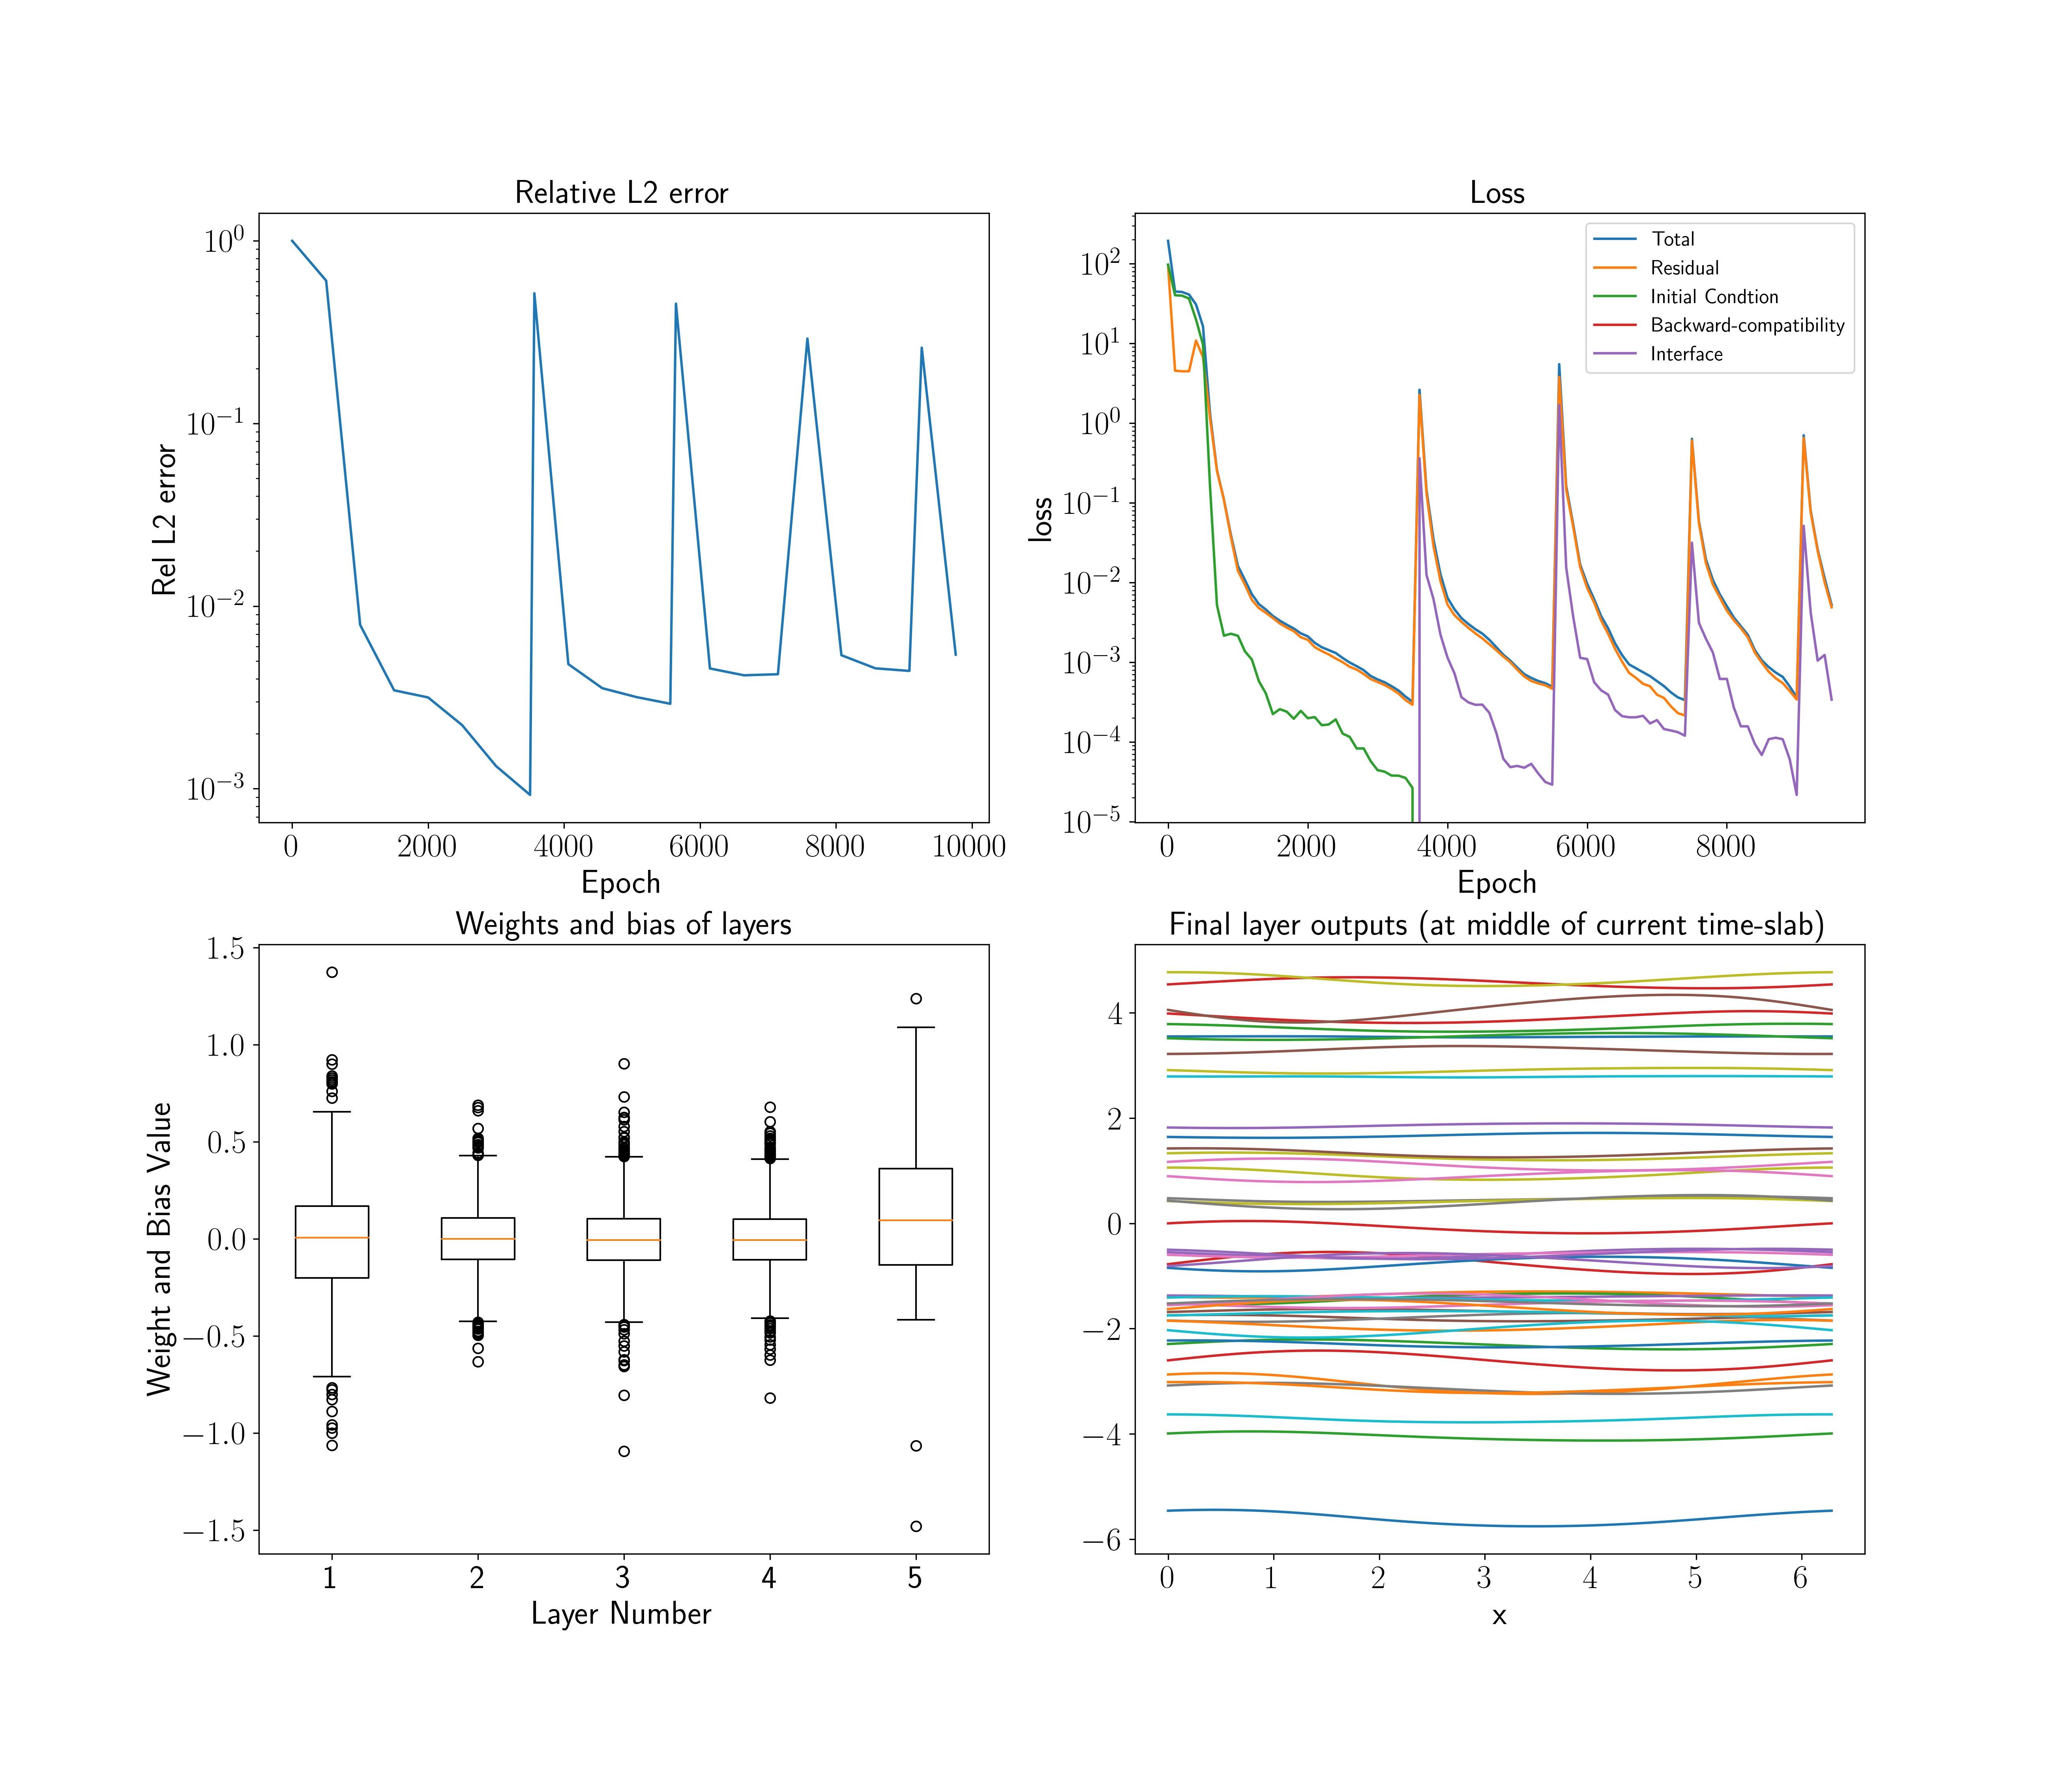 Relative L2 error
Rel L2 error
10^0
10^−1
10^−2
10^−3
0 2000 4000 6000 8000 10000
Epoch
Loss
loss
10^2
10^1
10^0
10^−1
10^−2
10^−3
10^−4
10^−5
Total
Residual
Initial Condtion
Backward-compatibility
Interface
0 2000 4000 6000 8000
Epoch
Weights and bias of layers
Weight and Bias Value
1.5
1.0
0.5
0.0
−0.5
−1.0
−1.5
1 2 3 4 5
Layer Number
Final layer outputs (at middle of current time-slab)
4
2
0
−2
−4
−6
0 1 2 3 4 5 6
x